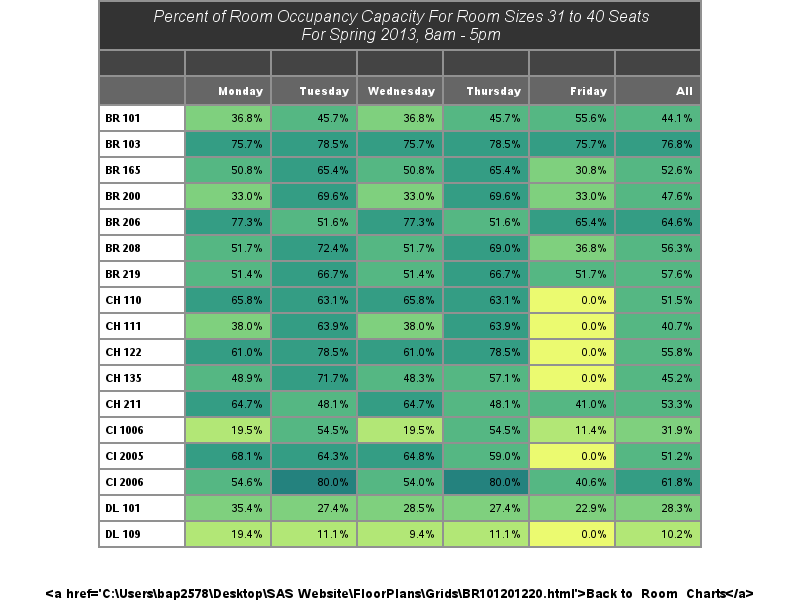 Percent of Room Occupancy Capacity For Room Sizes 31 to 40 Seats
For Spring 2013, 8am - 5pm
Monday Tuesday Wednesday Thursday Friday All
BR 101 36.8% 45.7% 36.8% 45.7% 55.6% 44.1%
BR 103 75.7% 78.5% 75.7% 78.5% 75.7% 76.8%
BR 165 50.8% 65.4% 50.8% 65.4% 30.8% 52.6%
BR 200 33.0% 69.6% 33.0% 69.6% 33.0% 47.6%
BR 206 77.3% 51.6% 77.3% 51.6% 65.4% 64.6%
BR 208 51.7% 72.4% 51.7% 69.0% 36.8% 56.3%
BR 219 51.4% 66.7% 51.4% 66.7% 51.7% 57.6%
CH 110 65.8% 63.1% 65.8% 63.1% 0.0% 51.5%
CH 111 38.0% 63.9% 38.0% 63.9% 0.0% 40.7%
CH 122 61.0% 78.5% 61.0% 78.5% 0.0% 55.8%
CH 135 48.9% 71.7% 48.3% 57.1% 0.0% 45.2%
CH 211 64.7% 48.1% 64.7% 48.1% 41.0% 53.3%
CI 1006 19.5% 54.5% 19.5% 54.5% 11.4% 31.9%
CI 2005 68.1% 64.3% 64.8% 59.0% 0.0% 51.2%
CI 2006 54.6% 80.0% 54.0% 80.0% 40.6% 61.8%
DL 101 35.4% 27.4% 28.5% 27.4% 22.9% 28.3%
DL 109 19.4% 11.1% 9.4% 11.1% 0.0% 10.2%
<a href='C:\Users\bap2578\Desktop\SAS Website\FloorPlans\Grids\BR101201220.html'>Back to Room Charts</a>